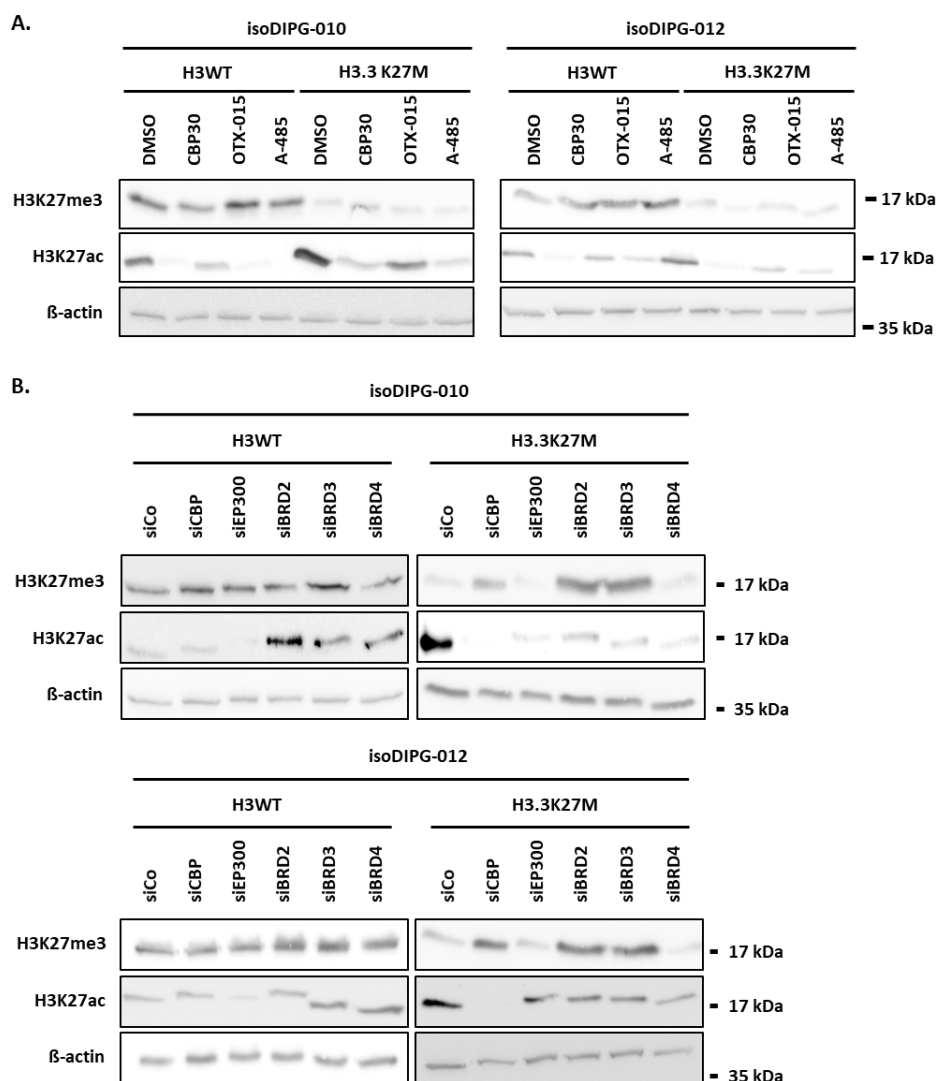 A.
isoDIPG-010 isoDIPG-012
H3WT H3.3 K27M H3WT H3.3K27M
DMSO CBP30 OTX-015 A-485 DMSO CBP30 OTX-015 A-485 DMSO CBP30 OTX-015 A-485 DMSO CBP30 OTX-015 A-485
H3K27me3 17 kDa
H3K27ac 17 kDa
ß-actin 35 kDa
B.
isoDIPG-010
H3WT H3.3K27M
siCo siCBP siEP300 siBRD2 siBRD3 siBRD4 siCo siCBP siEP300 siBRD2 siBRD3 siBRD4
H3K27me3 17 kDa
H3K27ac 17 kDa
ß-actin 35 kDa
isoDIPG-012
H3WT H3.3K27M
siCo siCBP siEP300 siBRD2 siBRD3 siBRD4 siCo siCBP siEP300 siBRD2 siBRD3 siBRD4
H3K27me3 17 kDa
H3K27ac 17 kDa
ß-actin 35 kDa